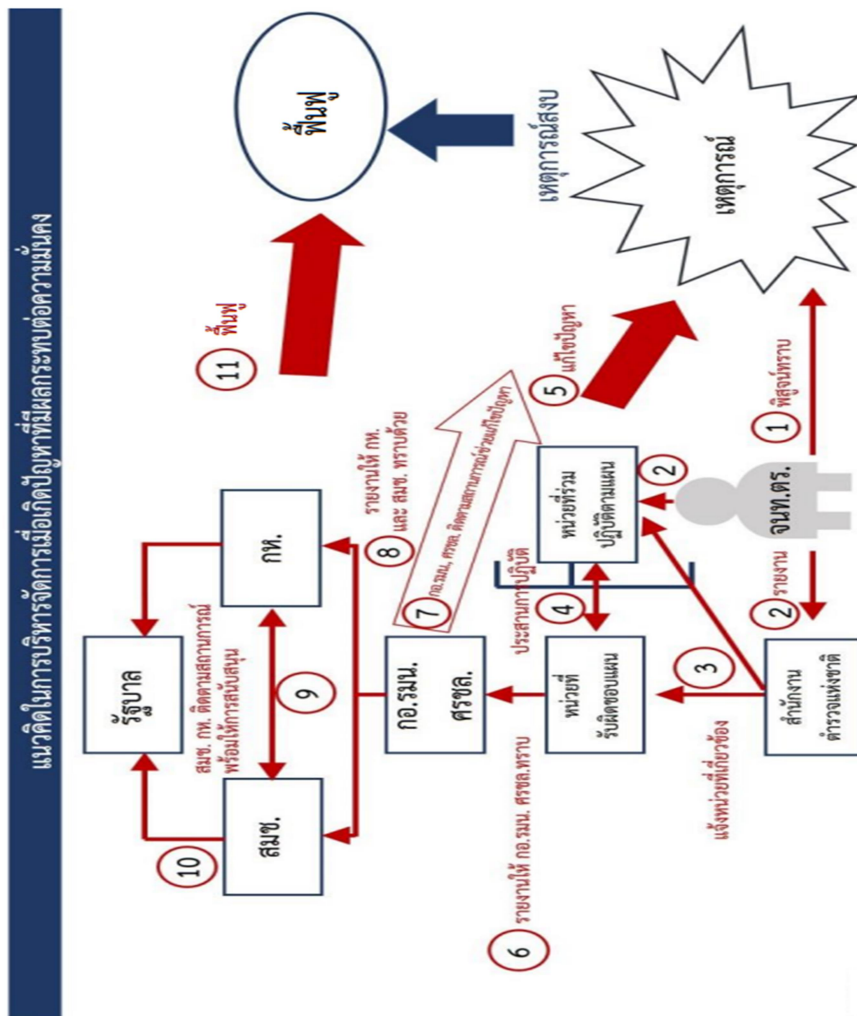 แนวคิดในการบริหารจัดการเมื่อเกิดปัญหาที่มีผลกระทบต่อความมั่นคง
รัฐบาล
10
สมช. กห. ติดตามสถานการณ์
พร้อมให้การสนับสนุน
สมช.
9
กห.
8
รายงานให้ กห.
และ สมช. ทราบด้วย
11
ฟื้นฟู
ฟื้นฟู
6
รายงานให้ กอ.รมน. ศรชล.ทราบ
กอ.รมน.
ศรชล.
7
กอ.รมน., ศรชล. ติดตามสถานการณ์ช่วยแก้ไขปัญหา
เหตุการณ์สงบ
หน่วยที่
รับผิดชอบแผน
4
ประสานการปฏิบัติ
หน่วยที่ร่วม
ปฏิบัติตามแผน
5
แก้ไขปัญหา
แจ้งหน่วยที่เกี่ยวข้อง
3
2
สำนักงาน
ตำรวจแห่งชาติ
2
รายงาน
จนท.ตร.
1
พิสูจน์ทราบ
เหตุการณ์